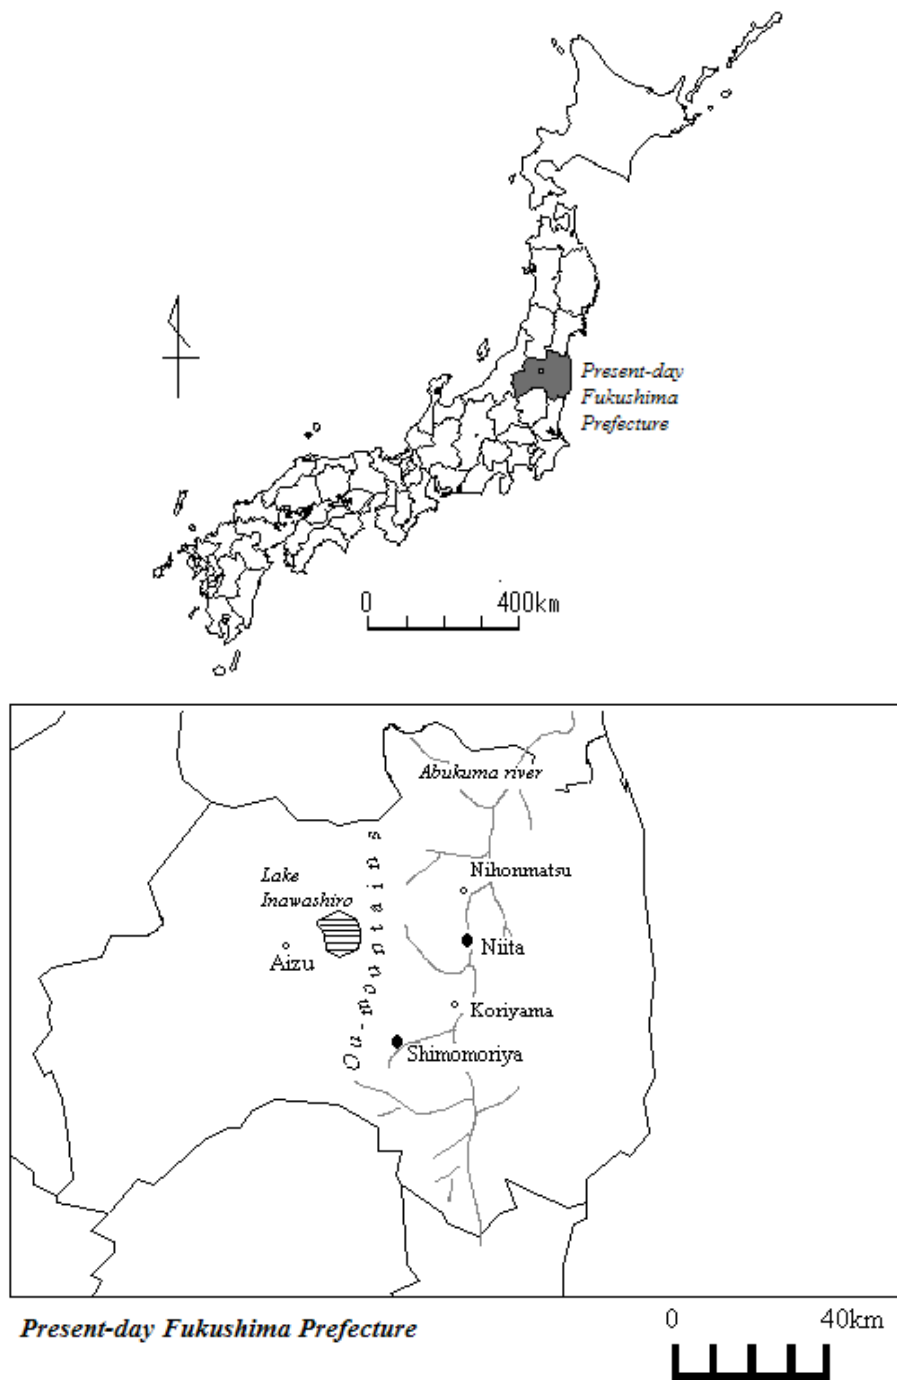 Present-day
Fukushima
Prefecture
0 400km
Abukuma river
Nihonmatsu
Lake
Inawashiro
Ou-mountains
Niita
Aizu
Koriyama
Shimomoriya
Present-day Fukushima Prefecture
0 40km